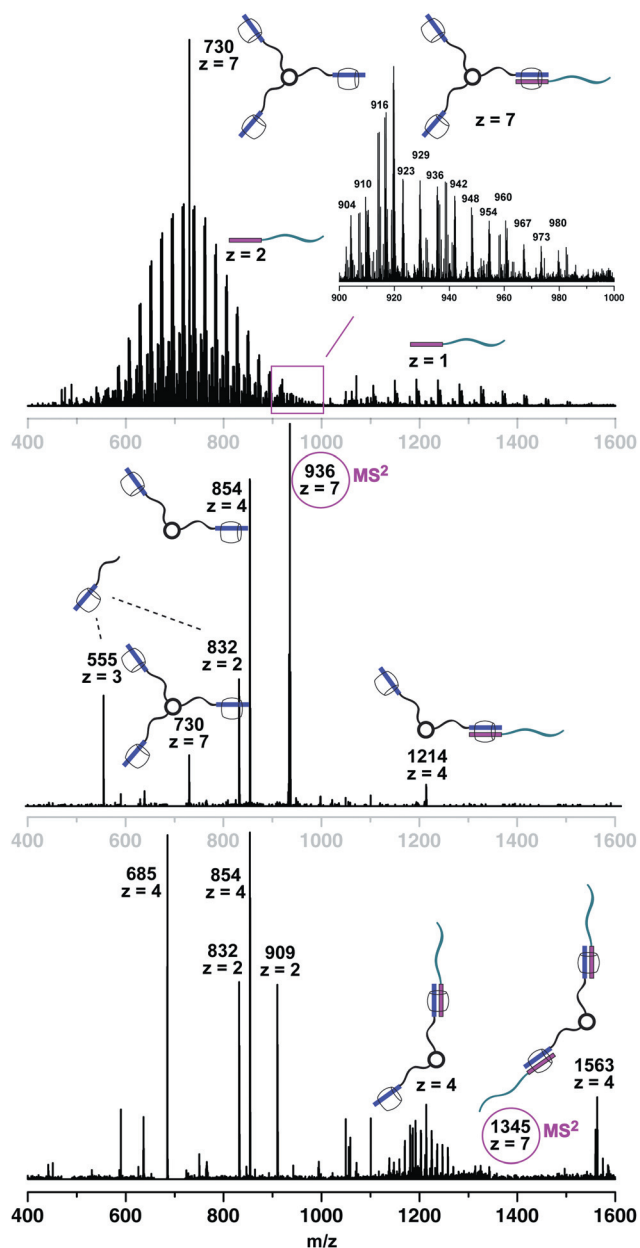 730
z = 7
z = 7
916
929
923
936
942
910
948
960
904
954
967
980
973
z = 2
900
920
940
960
980
1000
z = 1
400
600
800
1000
1200
1400
1600
854
z = 4
936
z = 7
MS2
555
z = 3
832
z = 2
730
z = 7
1214
z = 4
400
600
800
1000
1200
1400
1600
685
z = 4
854
z = 4
832
z = 2
909
z = 2
z = 4
1563
z = 4
1345
z = 7
MS2
400
600
800
1000
1200
1400
1600
m/z